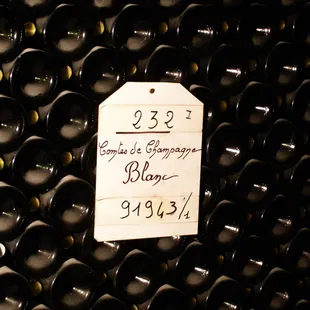 232 I
Comtes de Champagne
Blanc
91943/1